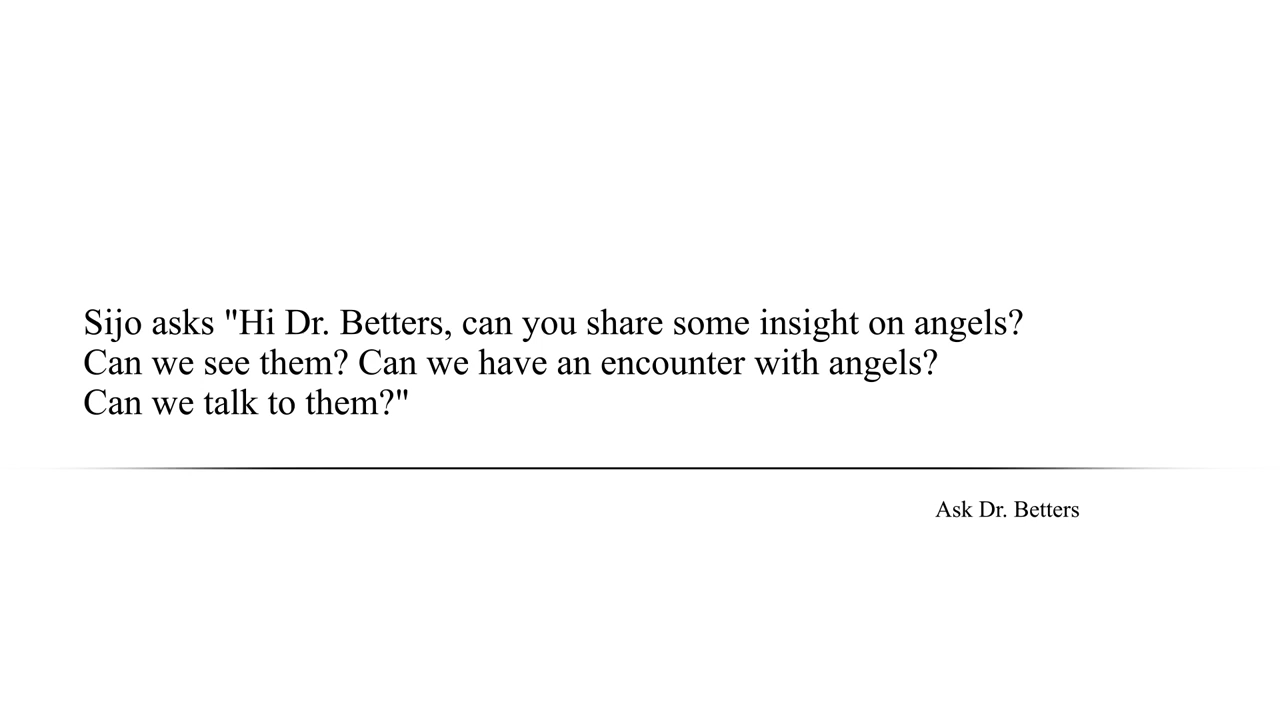 Sijo asks "Hi Dr. Betters, can you share some insight on angels?
Can we see them? Can we have an encounter with angels?
Can we talk to them?"
Ask Dr. Betters